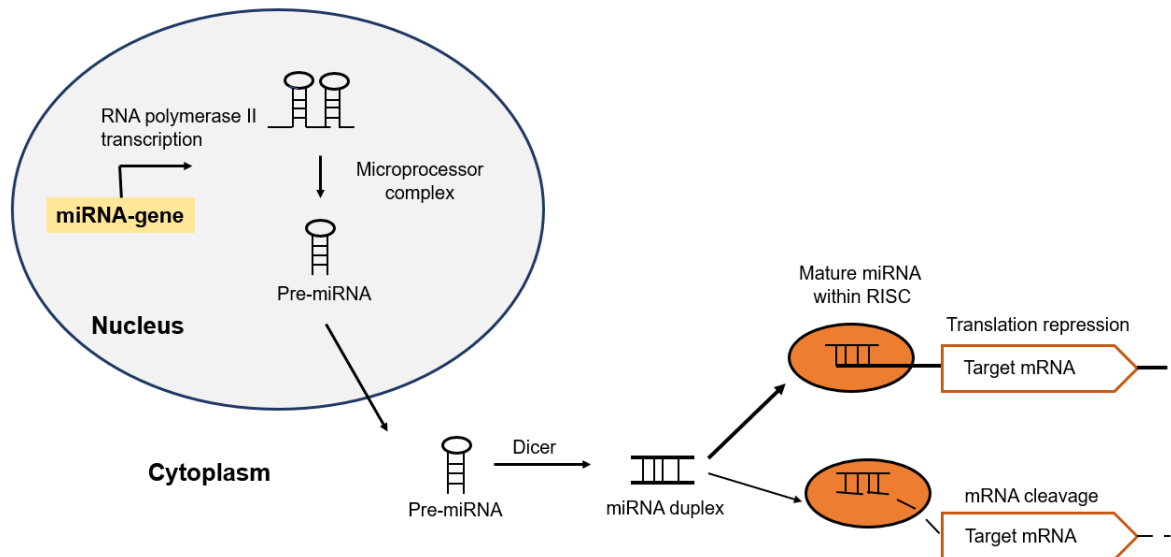 RNA polymerase II
transcription
miRNA-gene
Microprocessor
complex
Pre-miRNA
Nucleus
Cytoplasm
Pre-miRNA
Dicer
miRNA duplex
Mature miRNA
within RISC
Translation repression
Target mRNA
mRNA cleavage
Target mRNA